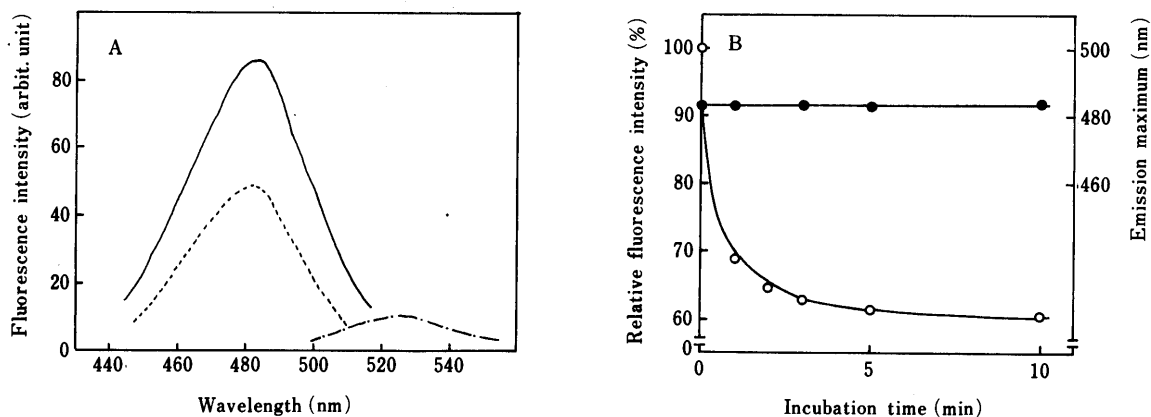 A
Fluorescence intensity (arbit. unit)
80
60
40
20
0
440 460 480 500 520 540
Wavelength (nm)
B
Relative fluorescence intensity (%)
100
90
80
70
60
0
500
480
460
Emission maximum (nm)
0 5 10
Incubation time (min)